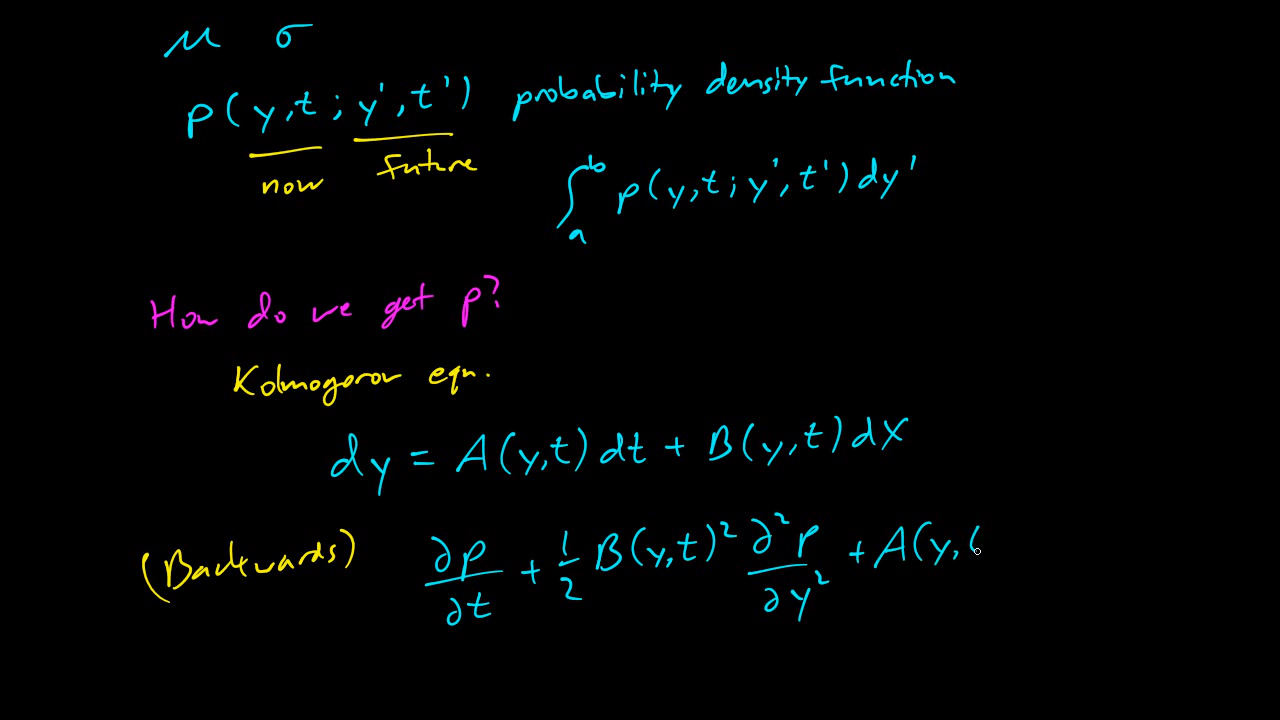 μ σ
p(y,t; y',t') probability density function
now future
∫_a^b p(y,t; y',t') dy'
How do we get p?
Kolmogorov eqn.
dy = A(y,t) dt + B(y,t) dX
(Backwards) ∂p/∂t + 1/2 B(y,t)² ∂²p/∂y² + A(y,(